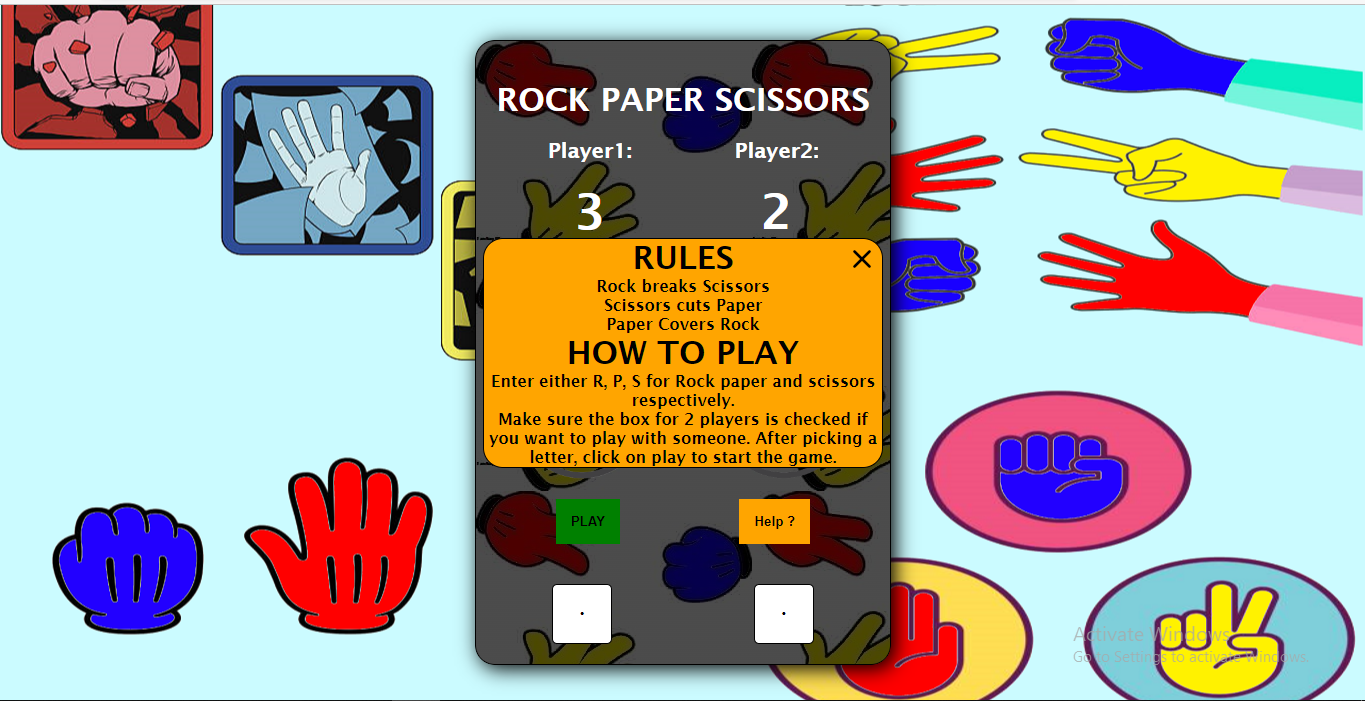 ROCK PAPER SCISSORS
Player1:
Player2:
3
2
RULES
Rock breaks Scissors
Scissors cuts Paper
Paper Covers Rock
HOW TO PLAY
Enter either R, P, S for Rock paper and scissors
respectively.
Make sure the box for 2 players is checked if
you want to play with someone. After picking a
letter, click on play to start the game.
PLAY
Help ?
.
.
Activate Windows
Go to Settings to activate Windows.